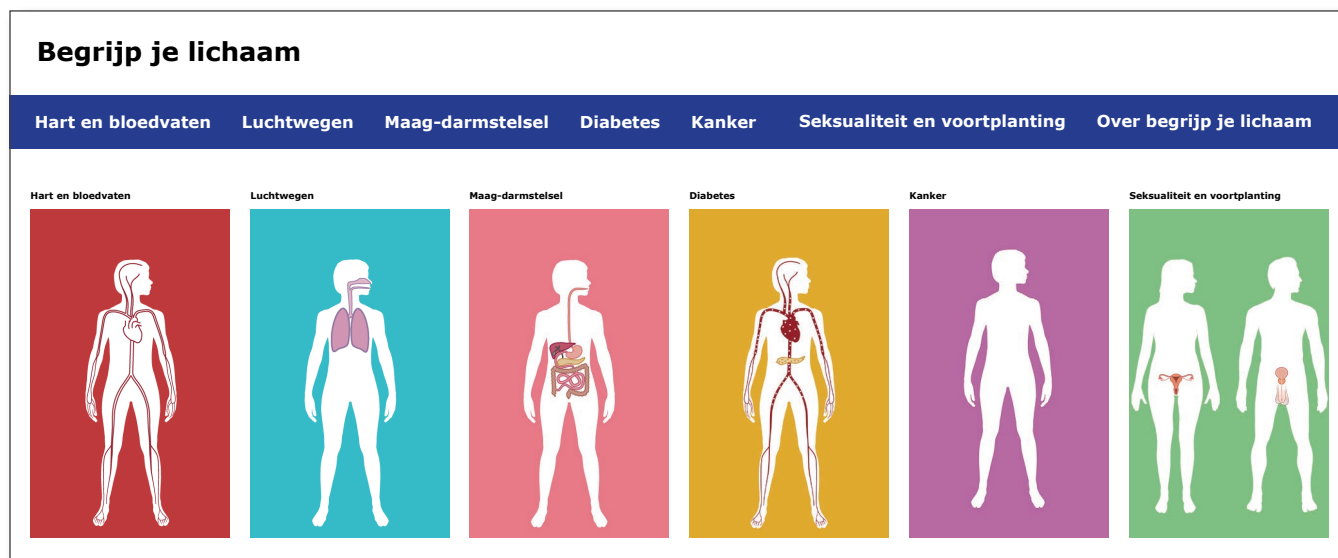 Begrijp je lichaam
Hart en bloedvaten Luchtwegen Maag-darmstelsel Diabetes Kanker Seksualiteit en voortplanting Over begrijp je lichaam
Hart en bloedvaten Luchtwegen Maag-darmstelsel Diabetes Kanker Seksualiteit en voortplanting